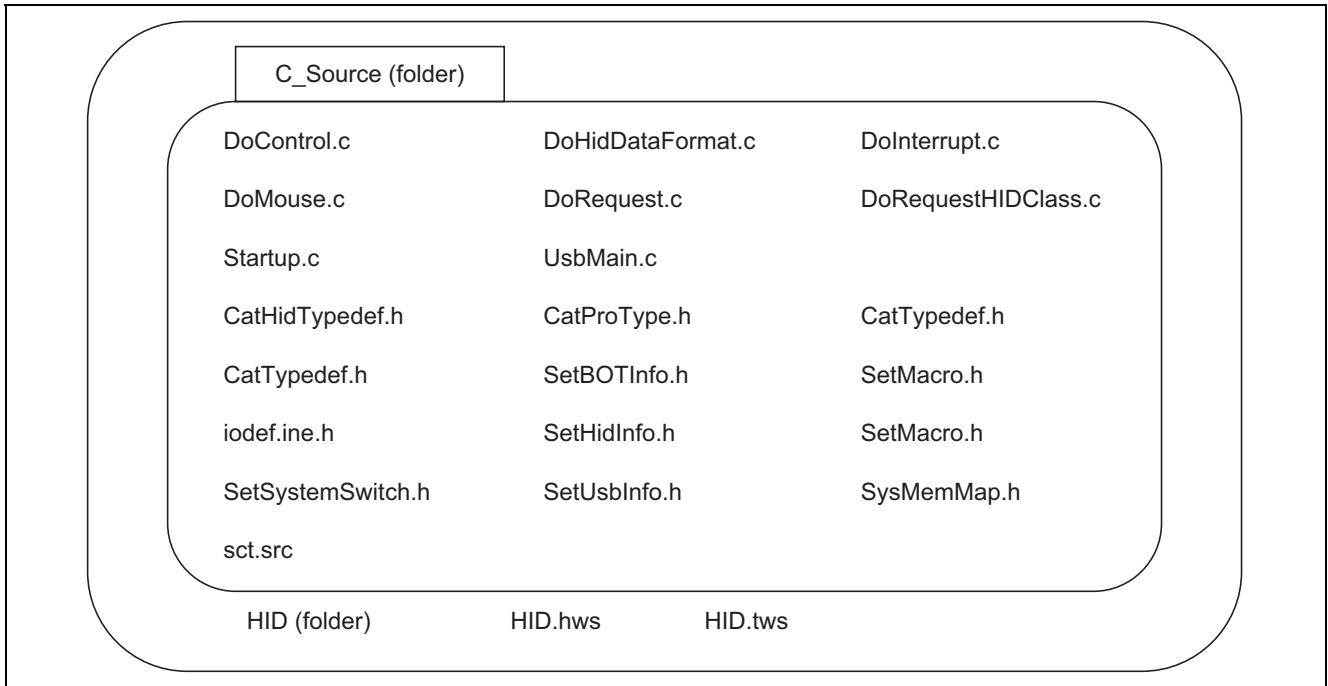 C_Source (folder)
DoControl.c DoHidDataFormat.c DoInterrupt.c
DoMouse.c DoRequest.c DoRequestHIDClass.c
Startup.c UsbMain.c
CatHidTypedef.h CatProType.h CatTypedef.h
CatTypedef.h SetBOTInfo.h SetMacro.h
iodef.ine.h SetHidInfo.h SetMacro.h
SetSystemSwitch.h SetUsbInfo.h SysMemMap.h
sct.src
HID (folder) HID.hws HID.tws